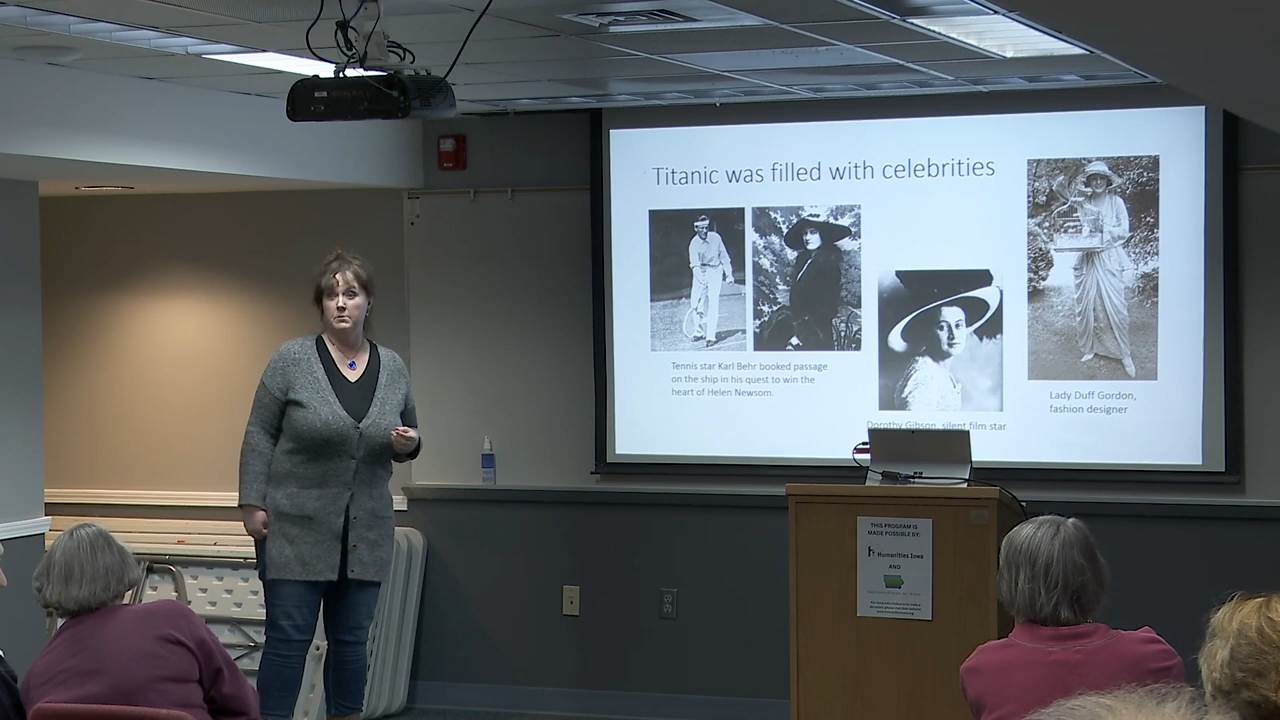 Titanic was filled with celebrities
Tennis star Karl Behr booked passage
on the ship in his quest to win the
heart of Helen Newsom.
Dorothy Gibson, silent film star
Lady Duff Gordon,
fashion designer
THIS PROGRAM IS
MADE POSSIBLE BY:
Humanities Iowa
AND